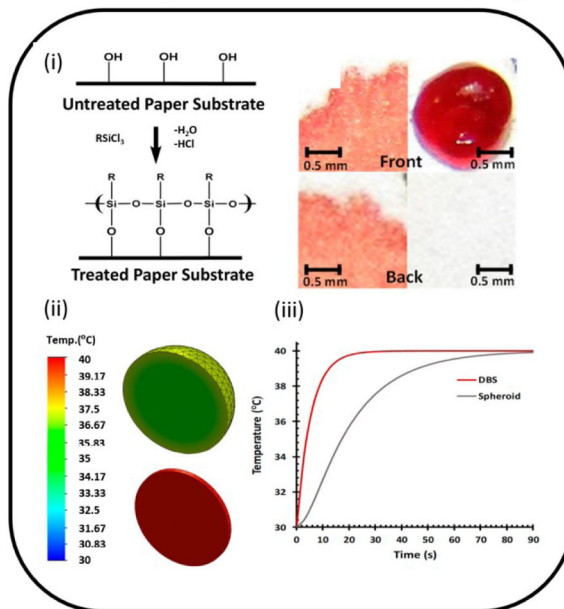 (i)
OH OH OH
Untreated Paper Substrate
RSiCl₃
-H₂O
-HCl
R R R
Si O Si O Si O
O O O
Treated Paper Substrate
0.5 mm
Front
0.5 mm
0.5 mm
Back
0.5 mm
(ii)
Temp.(°C)
40
39.17
38.33
37.5
36.67
35.83
35
34.17
33.33
32.5
31.67
30.83
30
(iii)
Temperature (°C)
40
38
36
34
32
30
DBS
Spheroid
0 10 20 30 40 50 60 70 80 90
Time (s)